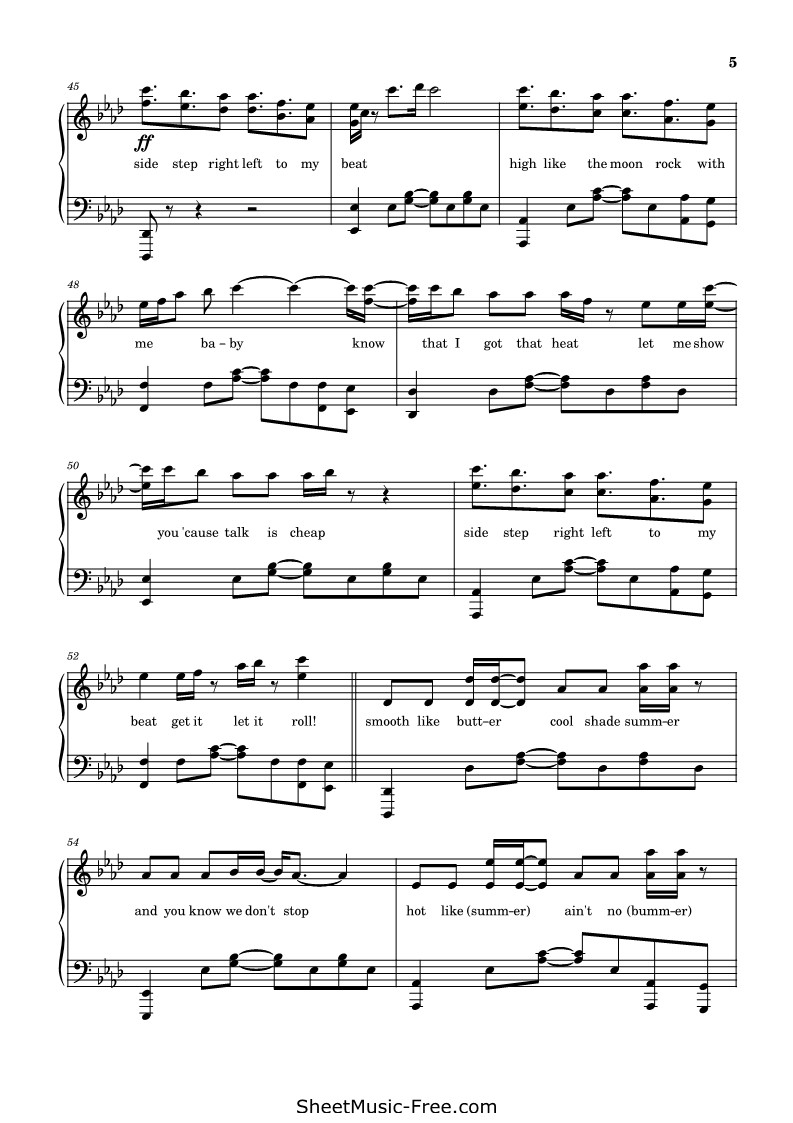 5
45
ff
side step right left to my beat high like the moon rock with
48
me ba - by know that I got that heat let me show
50
you 'cause talk is cheap side step right left to my
52
beat get it let it roll! smooth like butt-er cool shade summ-er
54
and you know we don't stop hot like (summ-er) ain't no (bumm-er)
SheetMusic-Free.com